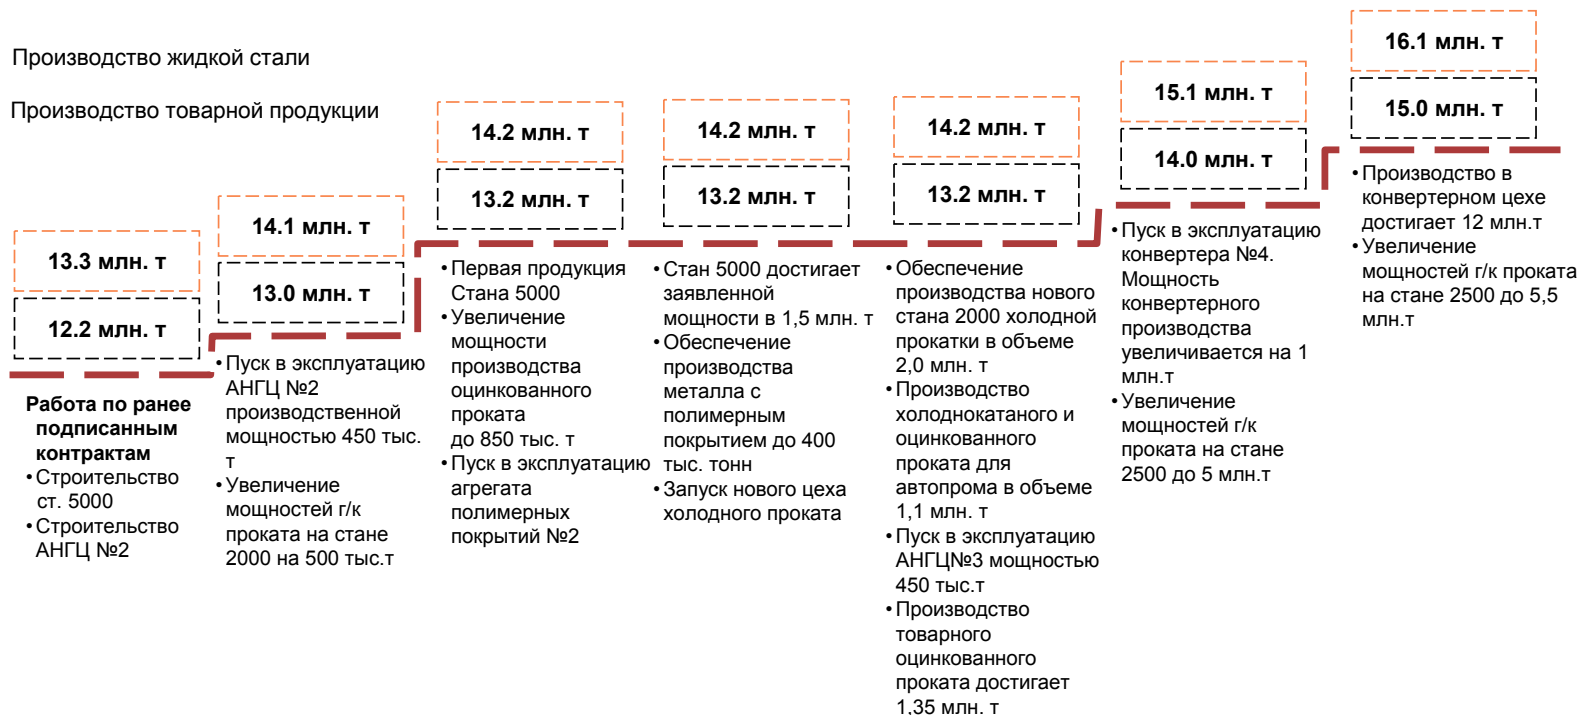 Производство жидкой стали
Производство товарной продукции
13.3 млн. т
12.2 млн. т
Работа по ранее
подписанным
контрактам
•Строительство
ст. 5000
•Строительство
АНГЦ №2
14.1 млн. т
13.0 млн. т
•Пуск в эксплуатацию
АНГЦ №2
производственной
мощностью 450 тыс.
т
•Увеличение
мощностей г/к
проката на стане
2000 на 500 тыс.т
14.2 млн. т
13.2 млн. т
•Первая продукция
Стана 5000
•Увеличение
мощности
производства
оцинкованного
проката
до 850 тыс. т
•Пуск в эксплуатацию
агрегата
полимерных
покрытий №2
14.2 млн. т
13.2 млн. т
•Стан 5000 достигает
заявленной
мощности в 1,5 млн. т
•Обеспечение
производства
металла с
полимерным
покрытием до 400
тыс. тонн
•Запуск нового цеха
холодного проката
14.2 млн. т
13.2 млн. т
•Обеспечение
производства нового
стана 2000 холодной
прокатки в объеме
2,0 млн. т
•Производство
холоднокатаного и
оцинкованного
проката для
автопрома в объеме
1,1 млн. т
•Пуск в эксплуатацию
АНГЦ№3 мощностью
450 тыс.т
•Производство
товарного
оцинкованного
проката достигает
1,35 млн. т
15.1 млн. т
14.0 млн. т
•Пуск в эксплуатацию
конвертера №4.
Мощность
конвертерного
производства
увеличивается на 1
млн.т
•Увеличение
мощностей г/к
проката на стане
2500 до 5 млн.т
16.1 млн. т
15.0 млн. т
•Производство в
конвертерном цехе
достигает 12 млн.т
•Увеличение
мощностей г/к проката
на стане 2500 до 5,5
млн.т